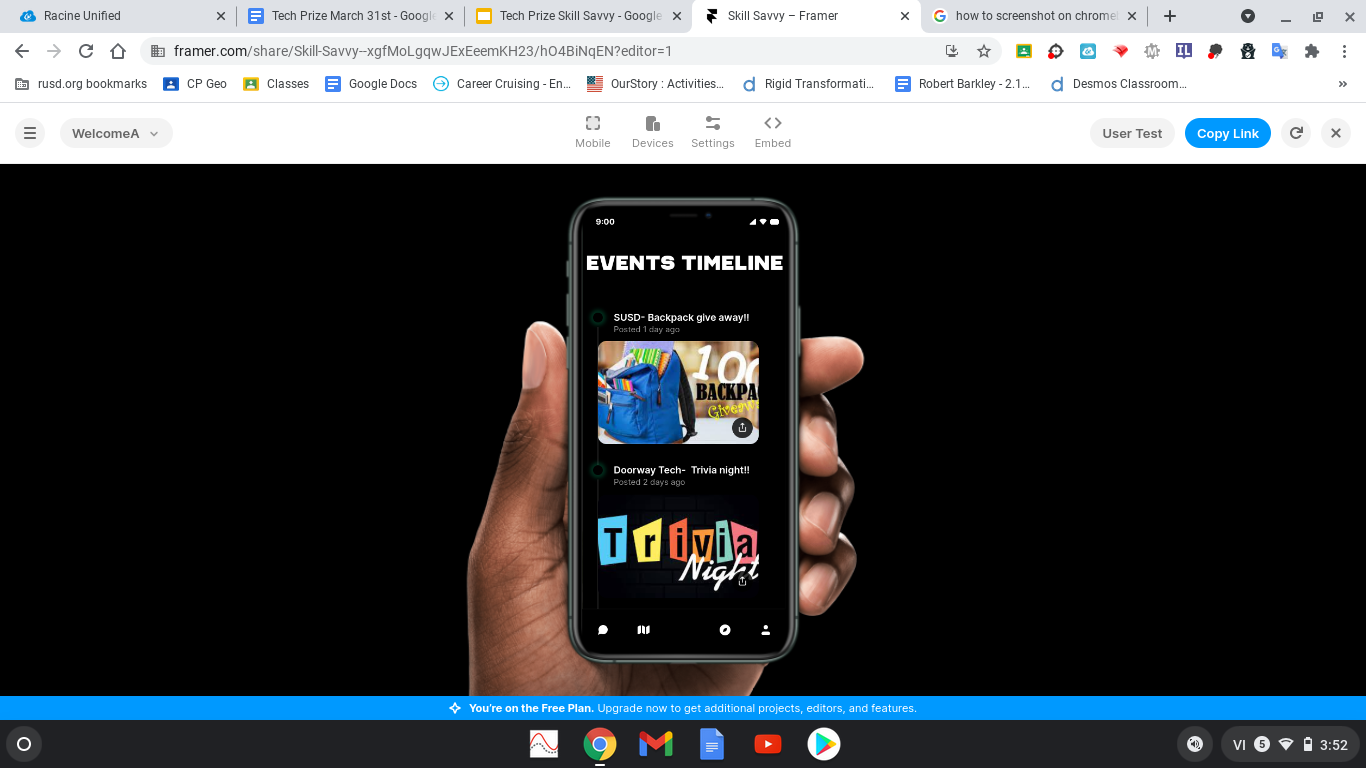 Racine Unified
Tech Prize March 31st - Google
Tech Prize Skill Savvy - Google
Skill Savvy – Framer
how to screenshot on chromeb
framer.com/share/Skill-Savvy--xgfMoLgqwJExEeemKH23/hO4BiNqEN?editor=1
rusd.org bookmarks
CP Geo
Classes
Google Docs
Career Cruising - En...
OurStory : Activities...
Rigid Transformati...
Robert Barkley - 2.1...
Desmos Classroom...
WelcomeA
Mobile
Devices
Settings
Embed
User Test
Copy Link
9:00
EVENTS TIMELINE
SUSD- Backpack give away!!
Posted 1 day ago
100
BACKPA
Giveaw
Doorway Tech- Trivia night!!
Posted 2 days ago
Trivia
Night
You're on the Free Plan. Upgrade now to get additional projects, editors, and features.
VI 5 3:52